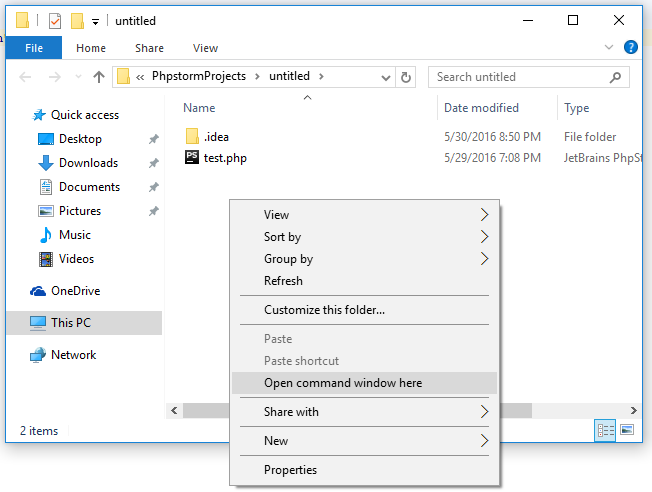 untitled
File Home Share View
« PhpstormProjects > untitled > Search untitled
Name Date modified Type
Quick access
.idea 5/30/2016 8:50 PM File folder
Desktop
PS test.php 5/29/2016 7:08 PM JetBrains PhpSt
Downloads
Documents
Pictures
Music
Videos
OneDrive
This PC
Network
View
Sort by
Group by
Refresh
Customize this folder...
Paste
Paste shortcut
Open command window here
Share with
New
Properties
2 items